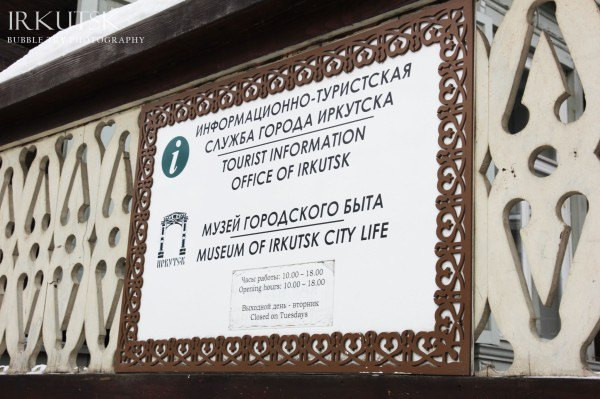 IRKUTSK
BUBBLE TEA PHOTOGRAPHY
ИНФОРМАЦИОННО-ТУРИСТСКАЯ
СЛУЖБА ГОРОДА ИРКУТСКА
TOURIST INFORMATION
OFFICE OF IRKUTSK
i
МУЗЕЙ ГОРОДСКОГО БЫТА
MUSEUM OF IRKUTSK CITY LIFE
ИРКУТСК
Часы работы: 10.00 – 18.00
Opening hours: 10.00 – 18.00
Выходной день - вторник
Closed on Tuesdays